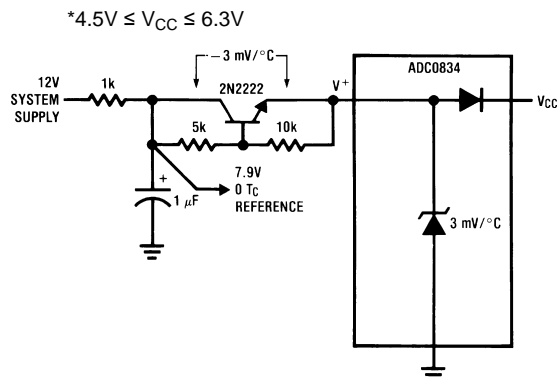 *4.5V ≤ VCC ≤ 6.3V
– 3 mV/°C
ADC0834
12V
SYSTEM
SUPPLY
1k
2N2222
V+
VCC
5k
10k
7.9V
0 TC
REFERENCE
+
1 μF
3 mV/°C